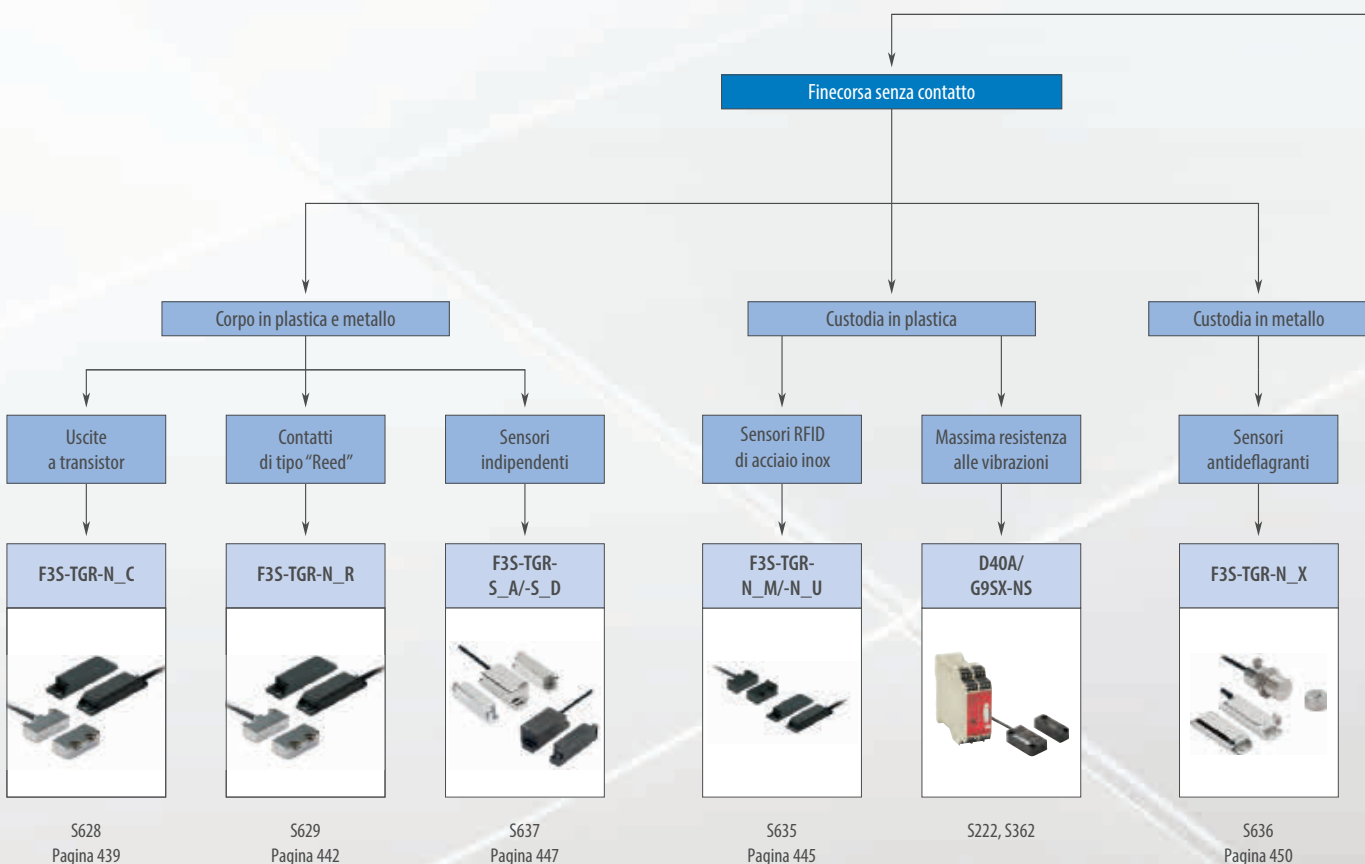 Finecorsa senza contatto
Corpo in plastica e metallo
Custodia in plastica
Custodia in metallo
Uscite
a transistor
Contatti
di tipo “Reed”
Sensori
indipendenti
Sensori RFID
di acciaio inox
Massima resistenza
alle vibrazioni
Sensori
antideflagranti
F3S-TGR-N_C
F3S-TGR-N_R
F3S-TGR-
S_A/-S_D
F3S-TGR-
N_M/-N_U
D40A/
G9SX-NS
F3S-TGR-N_X
S628
Pagina 439
S629
Pagina 442
S637
Pagina 447
S635
Pagina 445
S222, S362
S636
Pagina 450